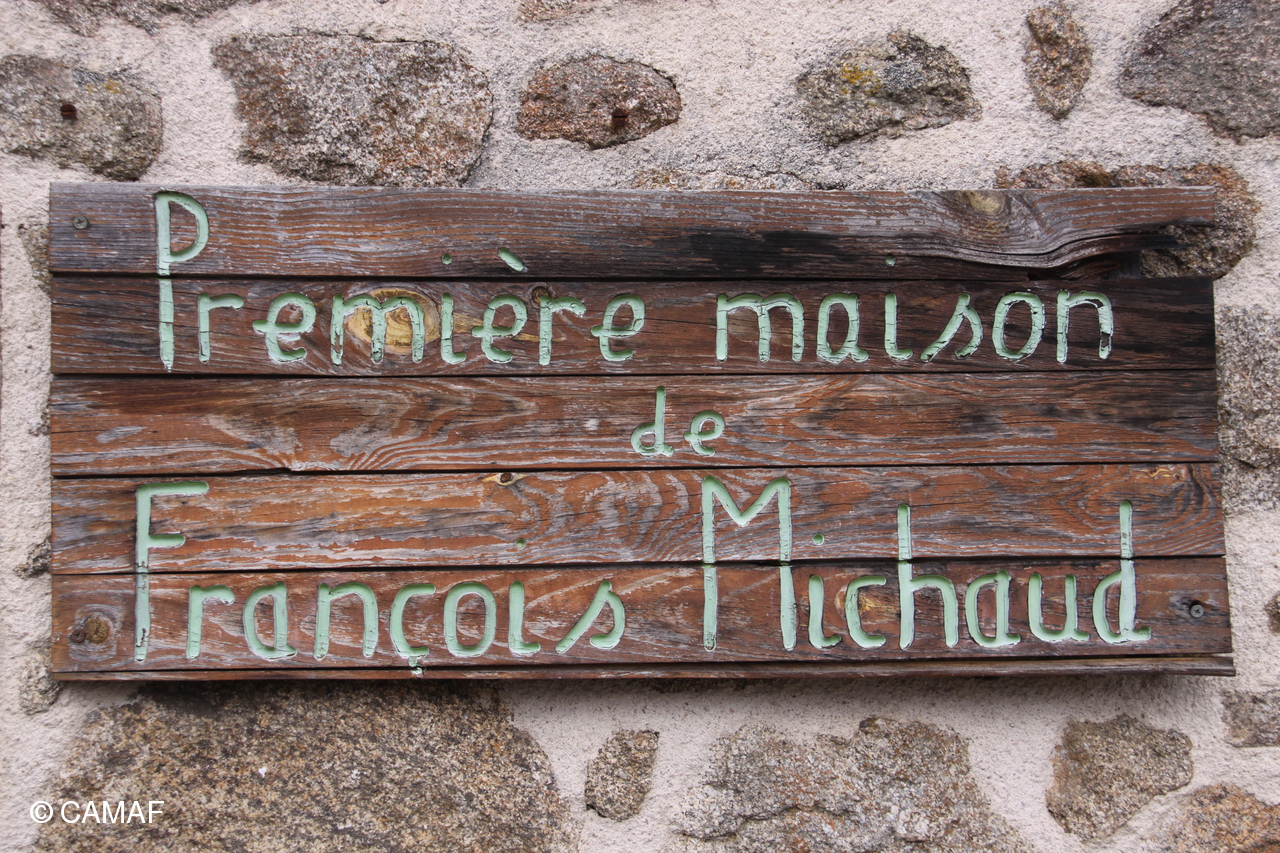 Première maison
de
François Michaud
© CAMAF